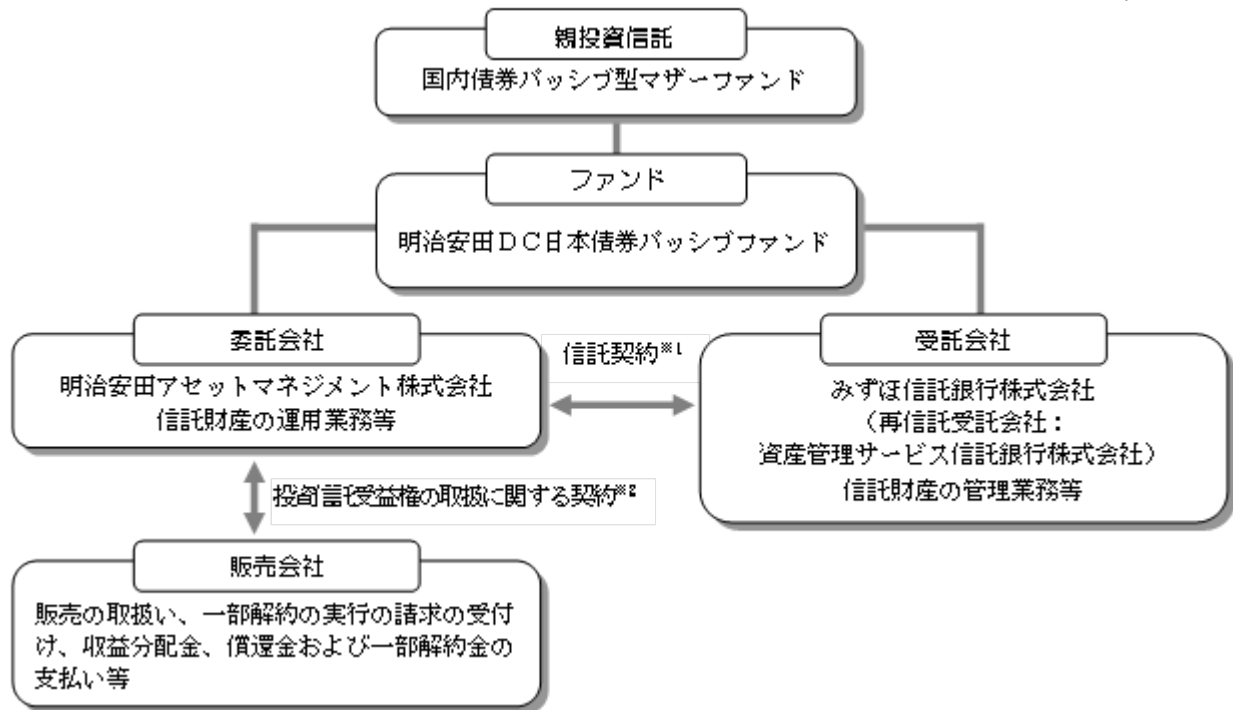 親投資信託
国内債券パッシブ型マザーファンド
ファンド
明治安田DC日本債券パッシブファンド
委託会社
明治安田アセットマネジメント株式会社
信託財産の運用業務等
信託契約※1
受託会社
みずほ信託銀行株式会社
(再信託受託会社:
資産管理サービス信託銀行株式会社)
信託財産の管理業務等
投資信託受益権の取扱に関する契約※2
販売会社
販売の取扱い、一部解約の実行の請求の受付
け、収益分配金、償還金および一部解約金の
支払い等